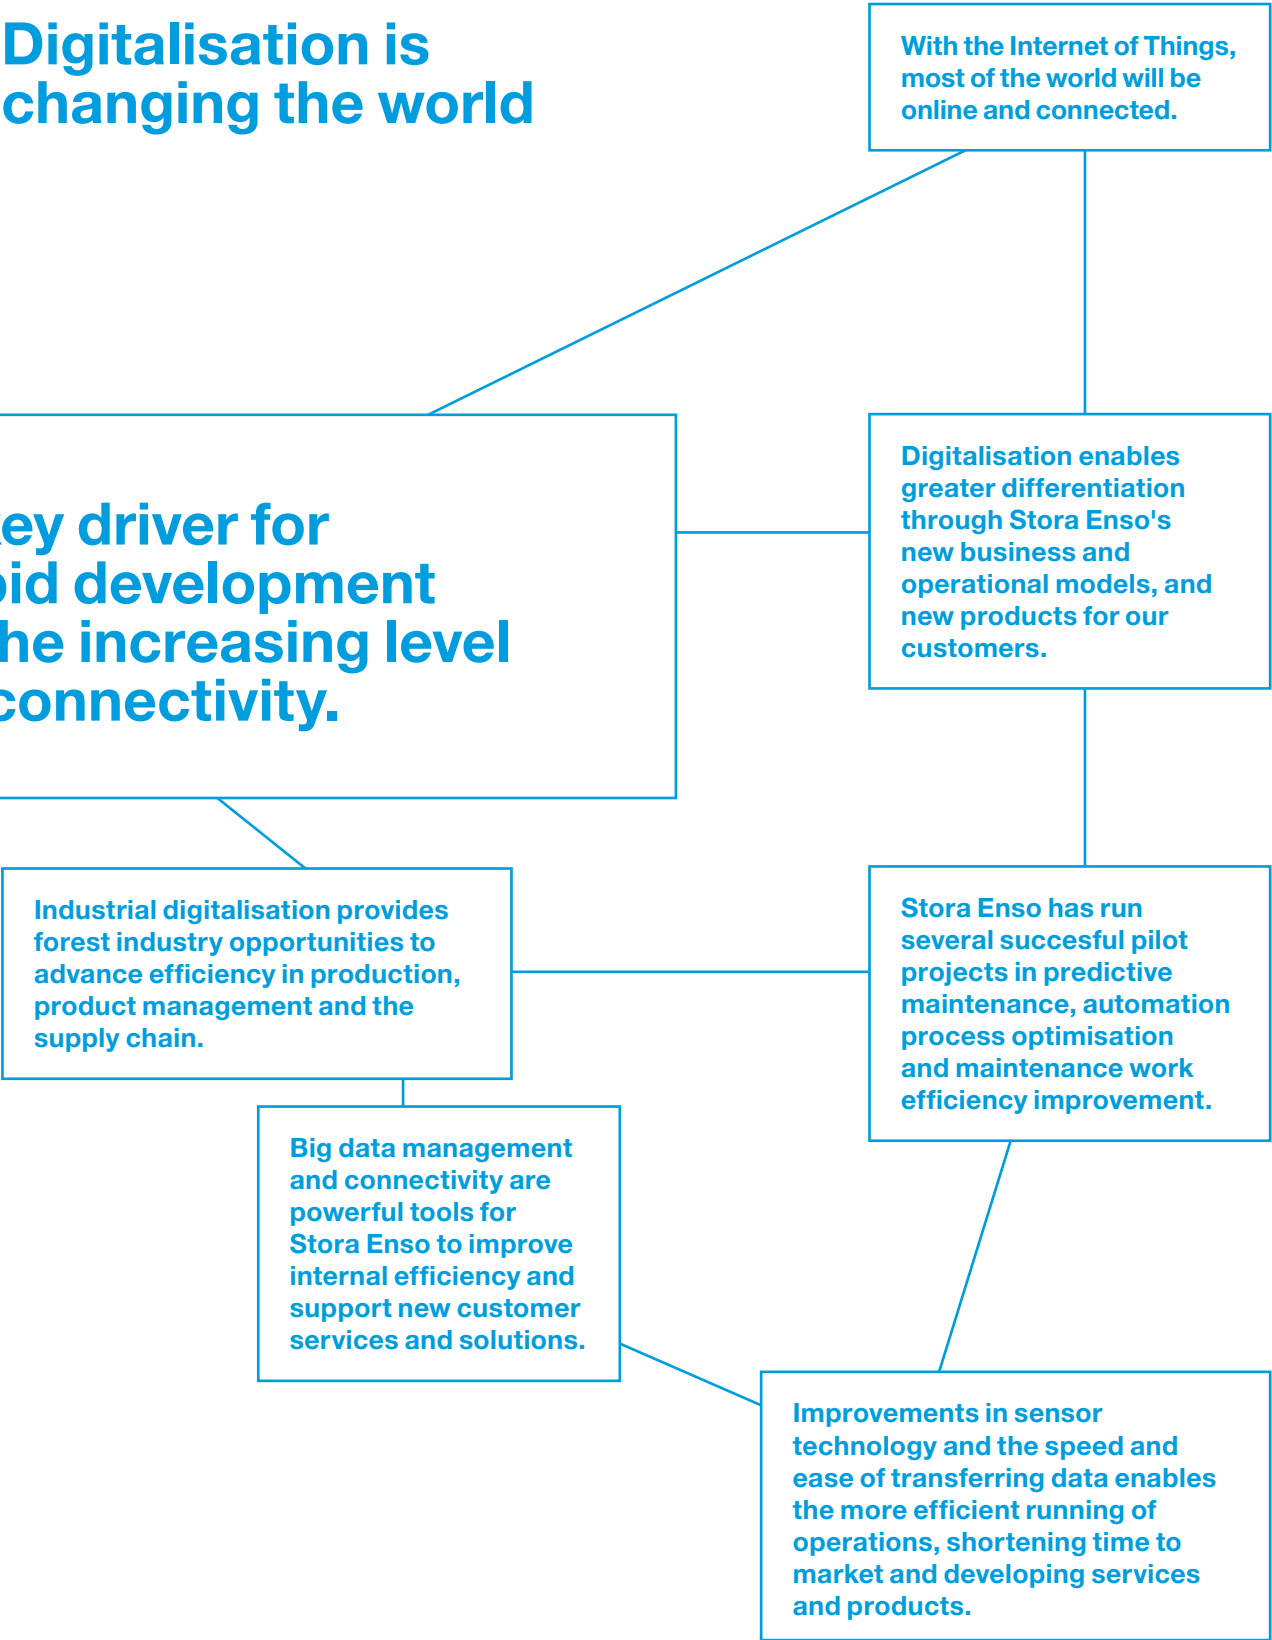 Digitalisation is
changing the world
With the Internet of Things,
most of the world will be
online and connected.
ey driver for
id development
he increasing level
connectivity.
Digitalisation enables
greater differentiation
through Stora Enso's
new business and
operational models, and
new products for our
customers.
Industrial digitalisation provides
forest industry opportunities to
advance efficiency in production,
product management and the
supply chain.
Stora Enso has run
several succesful pilot
projects in predictive
maintenance, automation
process optimisation
and maintenance work
efficiency improvement.
Big data management
and connectivity are
powerful tools for
Stora Enso to improve
internal efficiency and
support new customer
services and solutions.
Improvements in sensor
technology and the speed and
ease of transferring data enables
the more efficient running of
operations, shortening time to
market and developing services
and products.